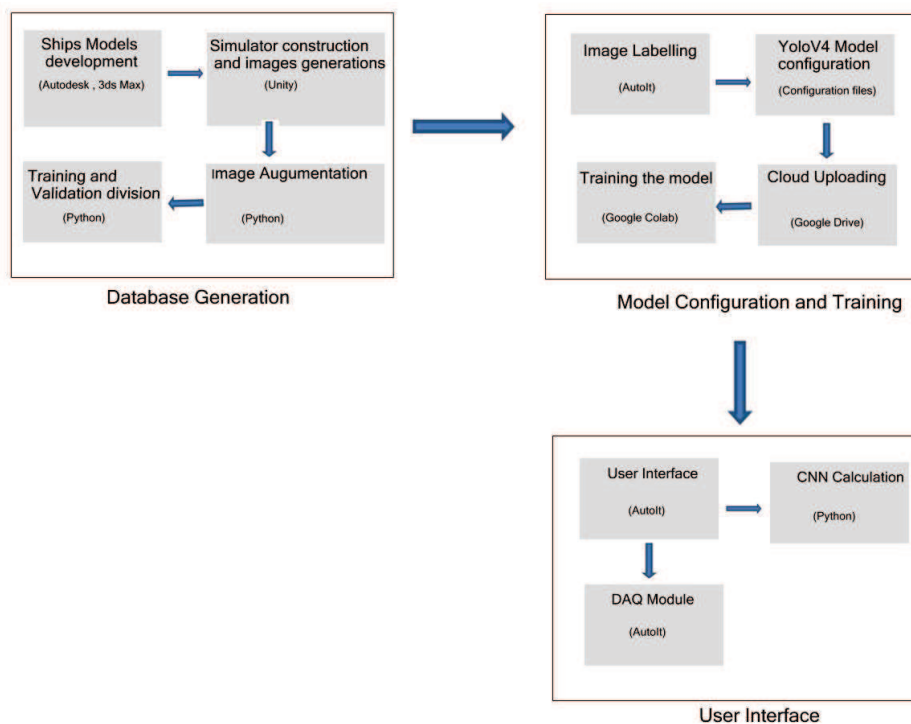 Ships Models
development
(Autodesk , 3ds Max)
Simulator construction
and images generations
(Unity)
Training and
Validation division
(Python)
Image Augumentation
(Python)
Database Generation
Image Labelling
(AutoIt)
YoloV4 Model
configuration
(Configuration files)
Training the model
(Google Colab)
Cloud Uploading
(Google Drive)
Model Configuration and Training
User Interface
(AutoIt)
CNN Calculation
(Python)
DAQ Module
(AutoIt)
User Interface